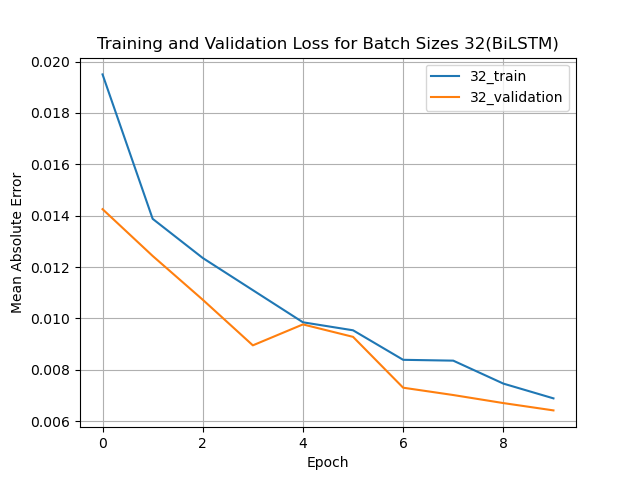 Training and Validation Loss for Batch Sizes 32(BiLSTM)
32_train
32_validation
Mean Absolute Error
0.020
0.018
0.016
0.014
0.012
0.010
0.008
0.006
0 2 4 6 8
Epoch